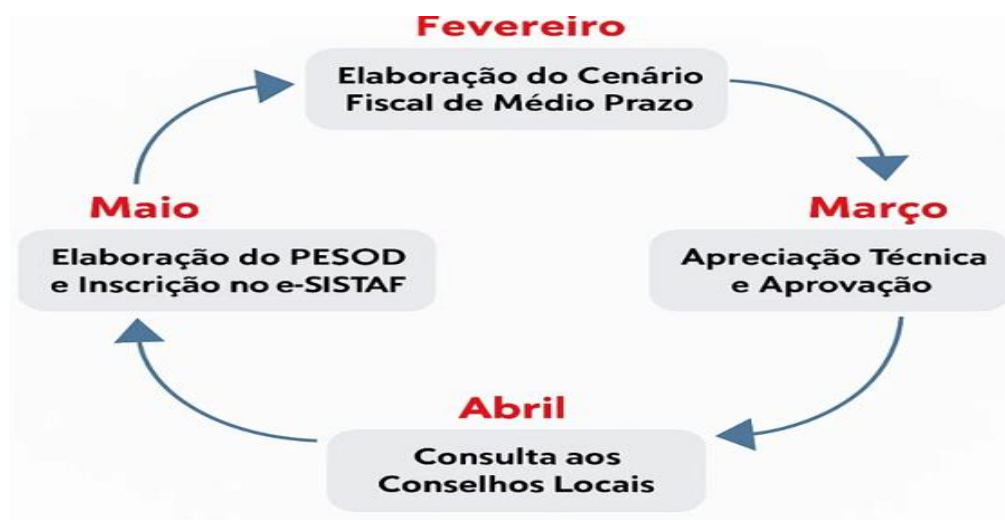 Fevereiro
Elaboração do Cenário
Fiscal de Médio Prazo
Março
Apreciação Técnica
e Aprovação
Abril
Consulta aos
Conselhos Locais
Maio
Elaboração do PESOD
e Inscrição no e-SISTAF